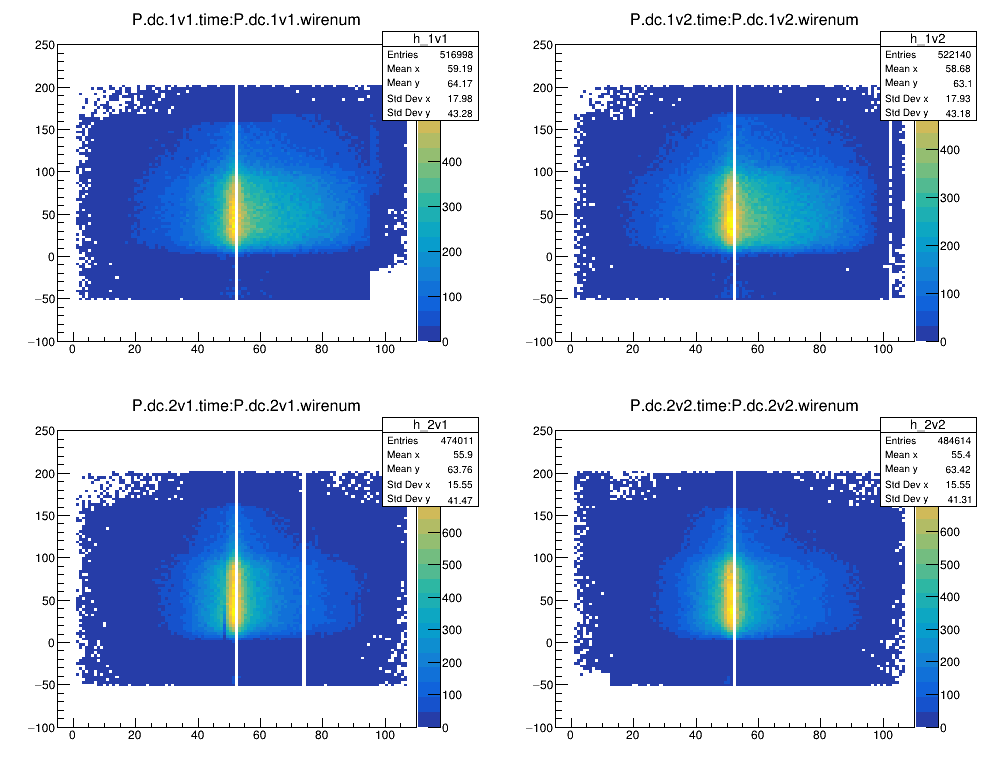 P.dc.1v1.time:P.dc.1v1.wirenum
h_1v1
Entries 516998
Mean x 59.19
Mean y 64.17
Std Dev x 17.98
Std Dev y 43.28
250
200
150
100
50
0
−50
−100
0 20 40 60 80 100
400
300
200
100
0
P.dc.1v2.time:P.dc.1v2.wirenum
h_1v2
Entries 522140
Mean x 58.68
Mean y 63.1
Std Dev x 17.93
Std Dev y 43.18
250
200
150
100
50
0
−50
−100
0 20 40 60 80 100
400
300
200
100
0
P.dc.2v1.time:P.dc.2v1.wirenum
h_2v1
Entries 474011
Mean x 55.9
Mean y 63.76
Std Dev x 15.55
Std Dev y 41.47
250
200
150
100
50
0
−50
−100
0 20 40 60 80 100
600
500
400
300
200
100
0
P.dc.2v2.time:P.dc.2v2.wirenum
h_2v2
Entries 484614
Mean x 55.4
Mean y 63.42
Std Dev x 15.55
Std Dev y 41.31
250
200
150
100
50
0
−50
−100
0 20 40 60 80 100
600
500
400
300
200
100
0